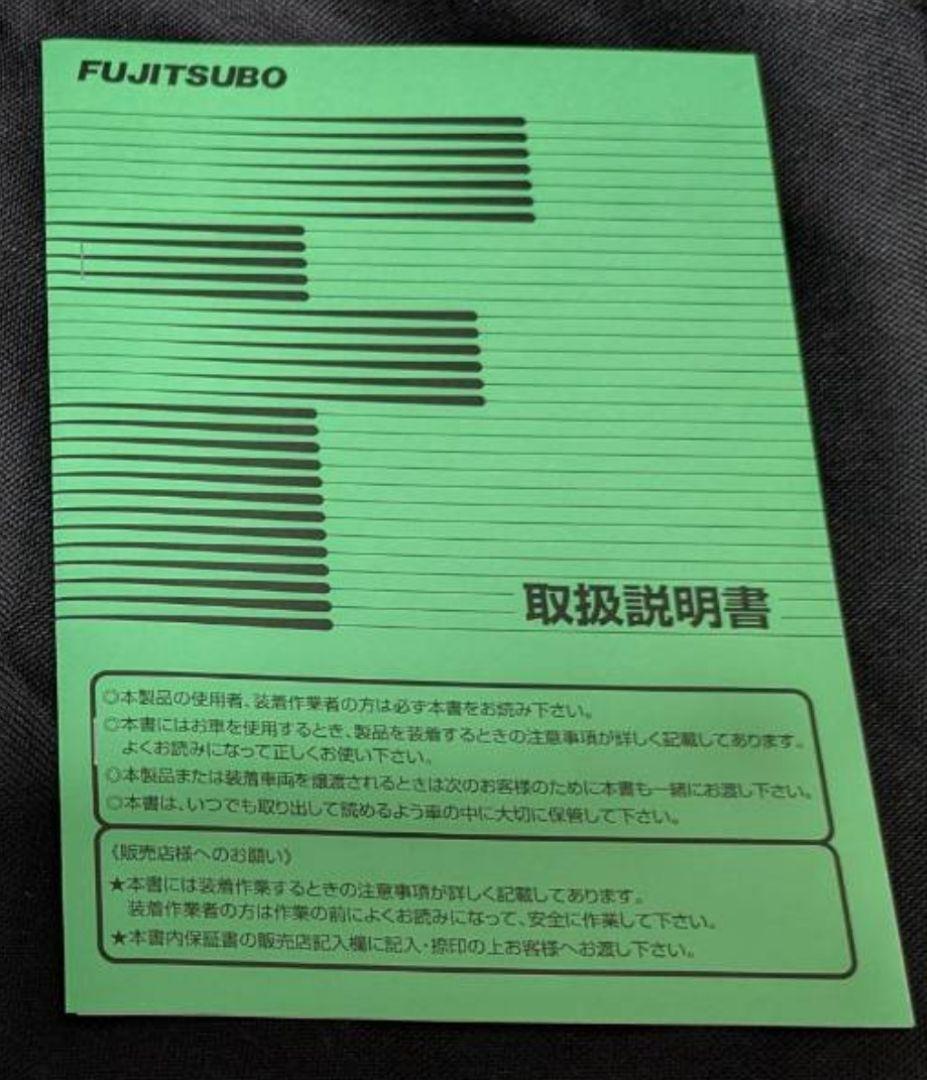 FUJITSUBO
取扱説明書
◎本製品の使用者、装着作業者の方は必ず本書をお読み下さい。
◎本書にはお車を使用するとき、製品を装着するときの注意事項が詳しく記載してあります。
よくお読みになって正しくお使い下さい。
◎本製品または装着車両を譲渡されるときは次のお客様のために本書も一緒にお渡し下さい。
◎本書は、いつでも取り出して読めるよう車の中に大切に保管して下さい。
《販売店様へのお願い》
★本書には装着作業するときの注意事項が詳しく記載してあります。
装着作業者の方は作業の前によくお読みになって、安全に作業して下さい。
★本書内保証書の販売店記入欄に記入・捺印の上お客様へお渡し下さい。